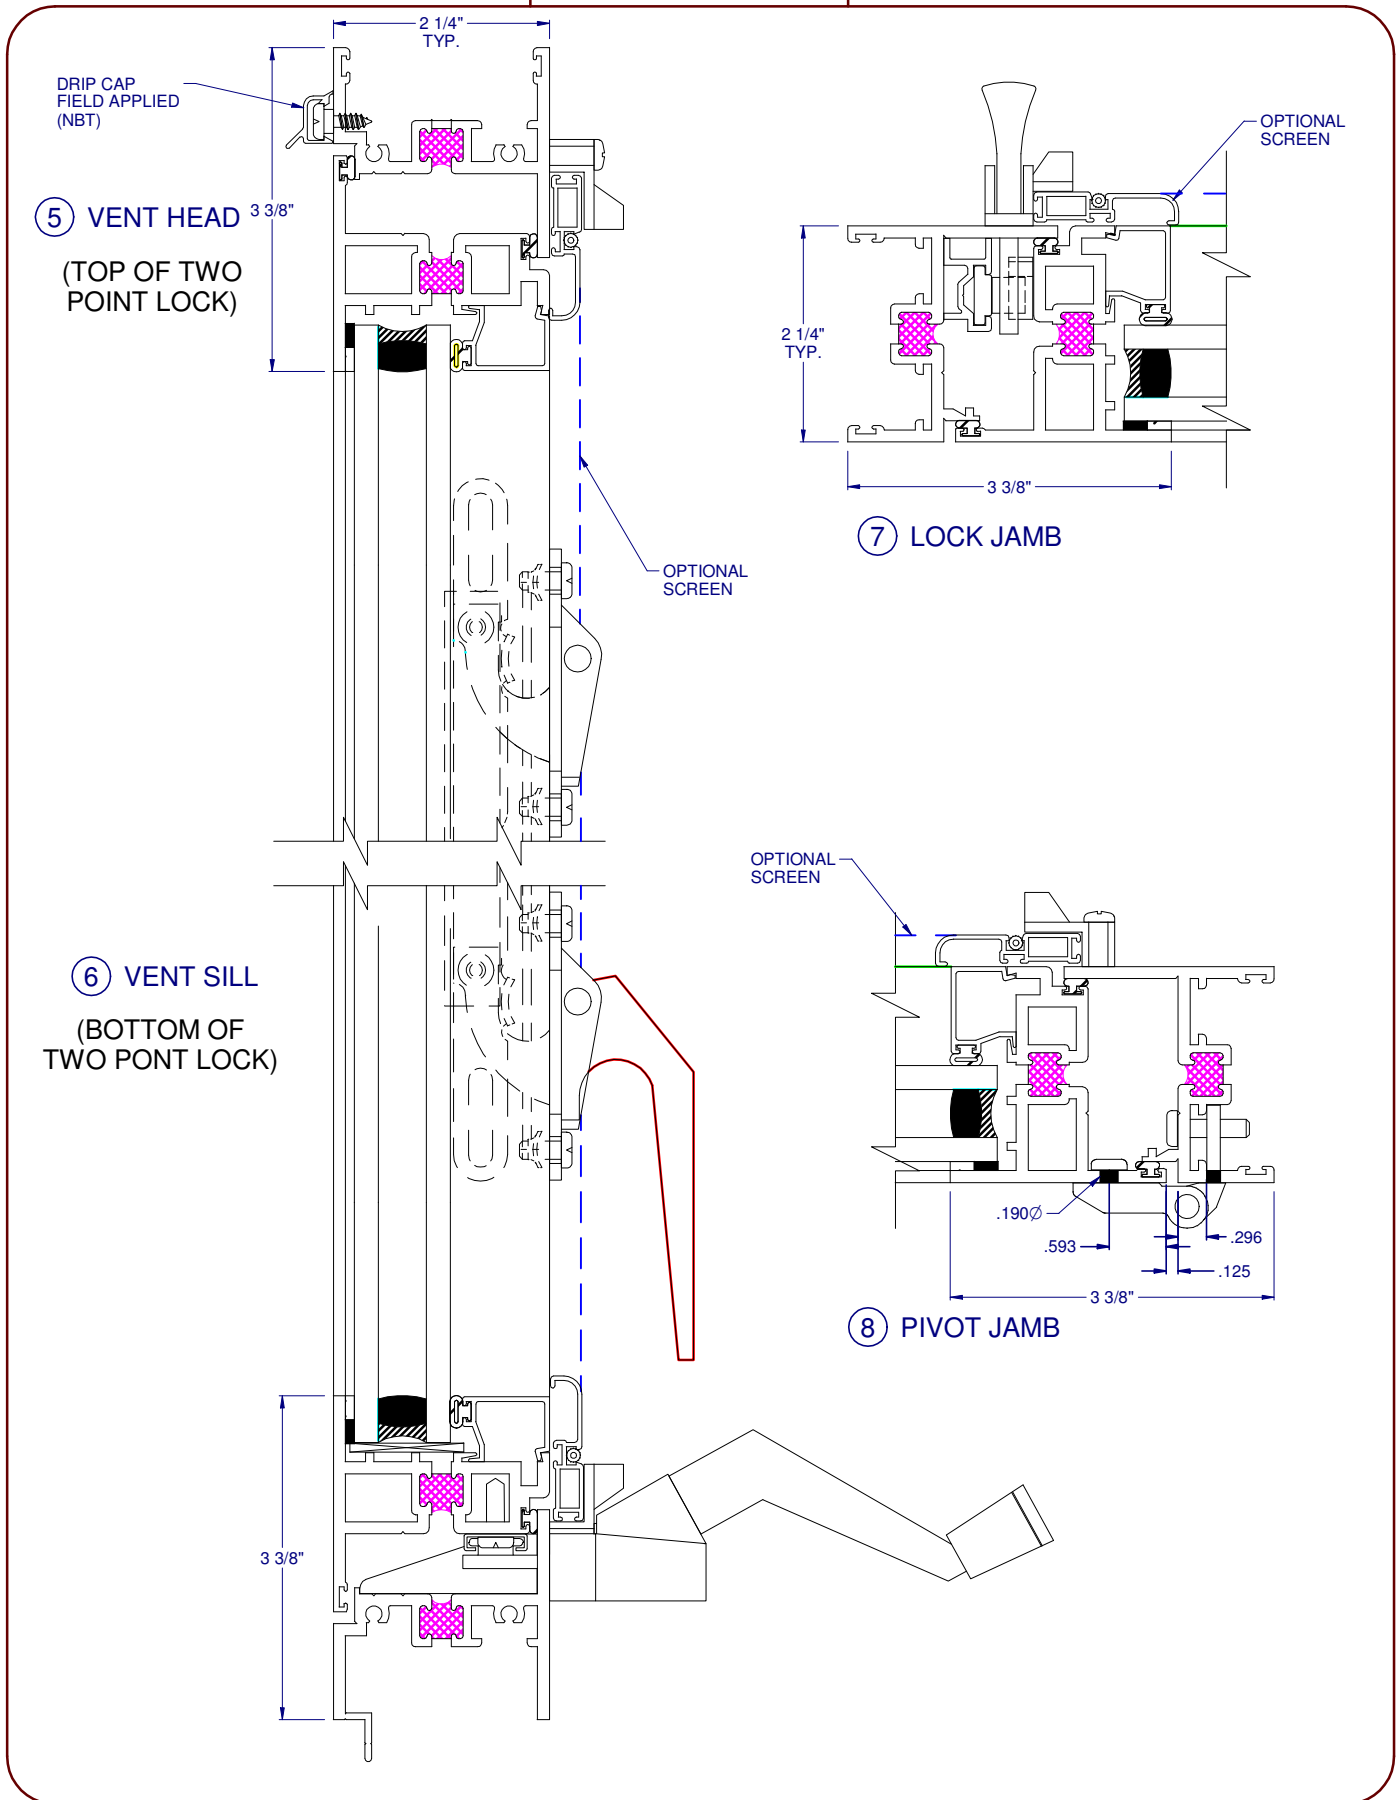 2 1/4"
TYP.
DRIP CAP
FIELD APPLIED
(NBT)
5 VENT HEAD
3 3/8"
(TOP OF TWO
POINT LOCK)
OPTIONAL
SCREEN
6 VENT SILL
(BOTTOM OF
TWO PONT LOCK)
3 3/8"
OPTIONAL
SCREEN
2 1/4"
TYP.
3 3/8"
7 LOCK JAMB
OPTIONAL
SCREEN
.190Ø
.593
.296
.125
3 3/8"
8 PIVOT JAMB